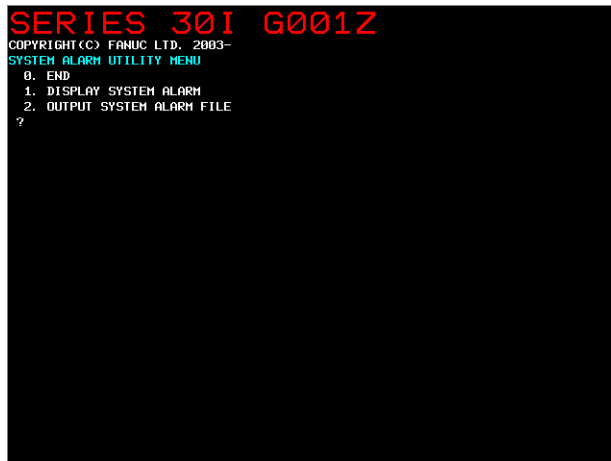 SERIES 30I G001Z
COPYRIGHT(C) FANUC LTD. 2003-
SYSTEM ALARM UTILITY MENU
0. END
1. DISPLAY SYSTEM ALARM
2. OUTPUT SYSTEM ALARM FILE
?